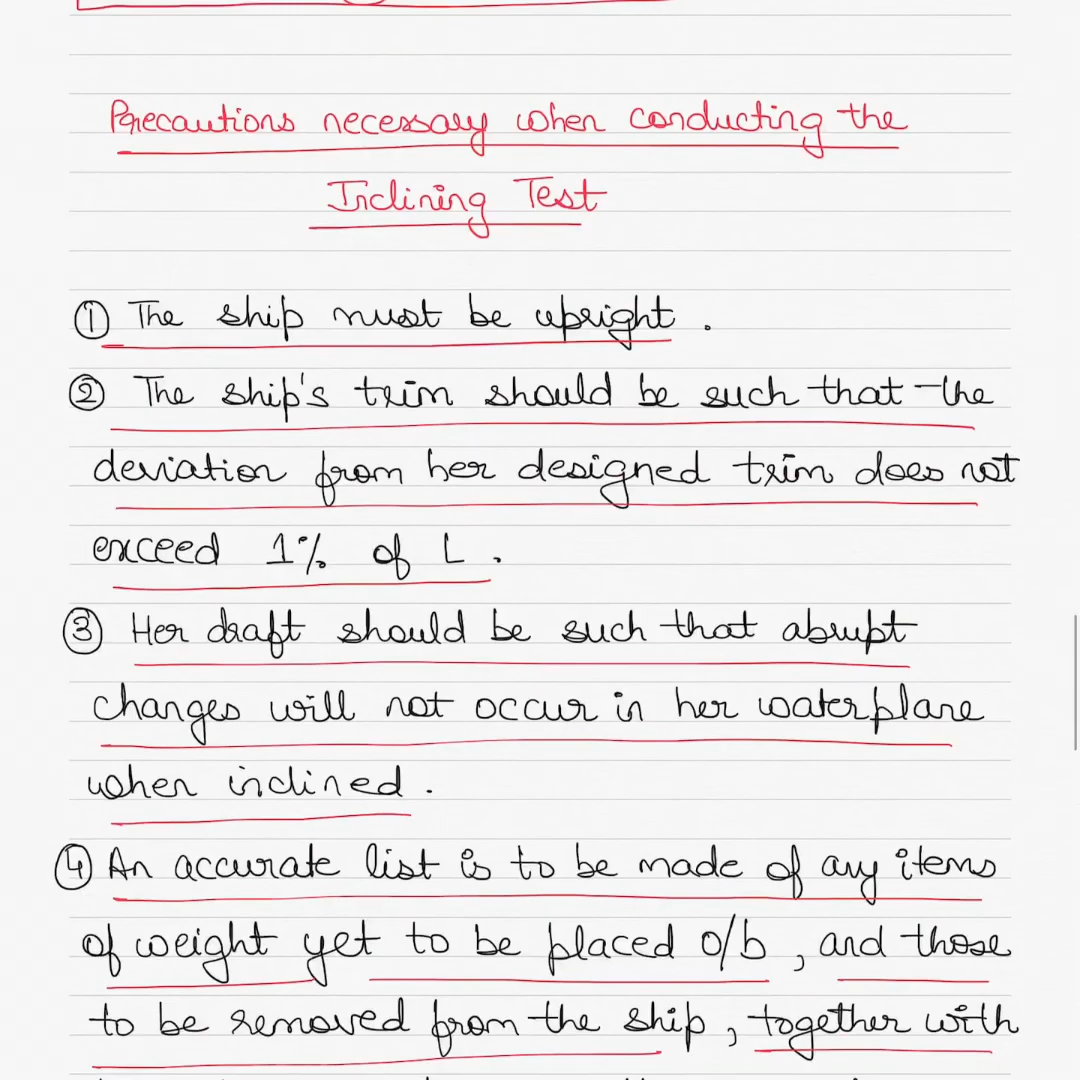 Precautions necessary when conducting the
Inclining Test
① The ship must be upright.
② The ship's trim should be such that the
deviation from her designed trim does not
exceed 1% of L.
③ Her draft should be such that abrupt
changes will not occur in her waterplane
when inclined.
④ An accurate list is to be made of any items
of weight yet to be placed o/b, and those
to be removed from the ship, together with